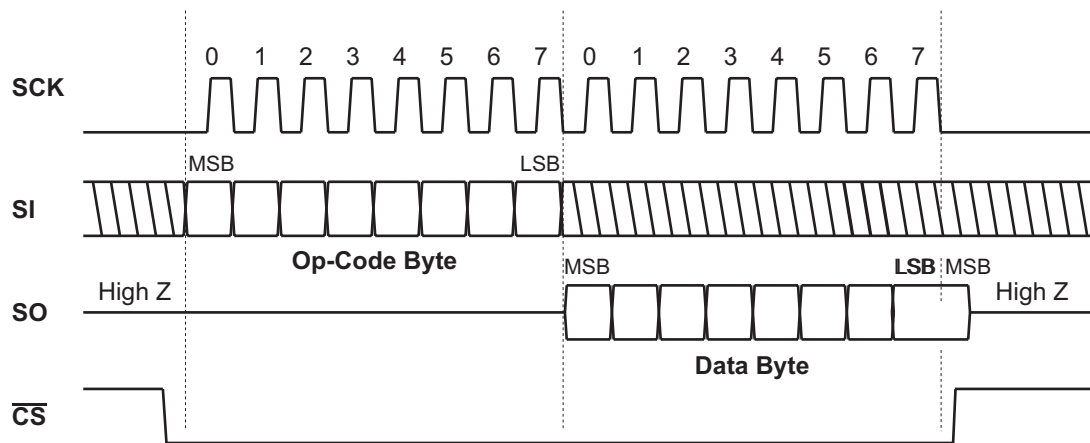 0 1 2 3 4 5 6 7 0 1 2 3 4 5 6 7
SCK
MSB LSB
SI
Op-Code Byte
MSB LSB MSB
High Z High Z
SO
Data Byte
CS